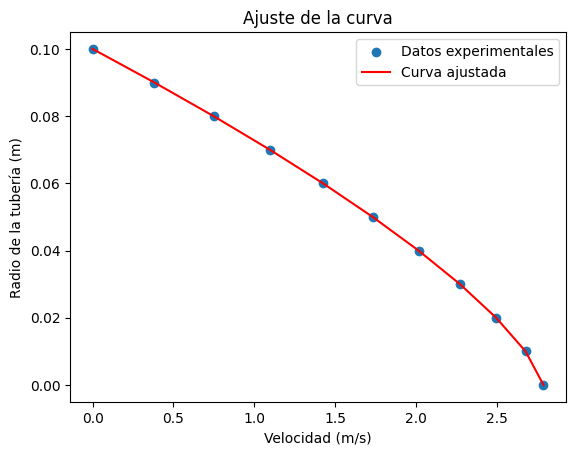 Ajuste de la curva
Datos experimentales
Curva ajustada
Radio de la tubería (m)
0.10
0.08
0.06
0.04
0.02
0.00
0.0 0.5 1.0 1.5 2.0 2.5
Velocidad (m/s)